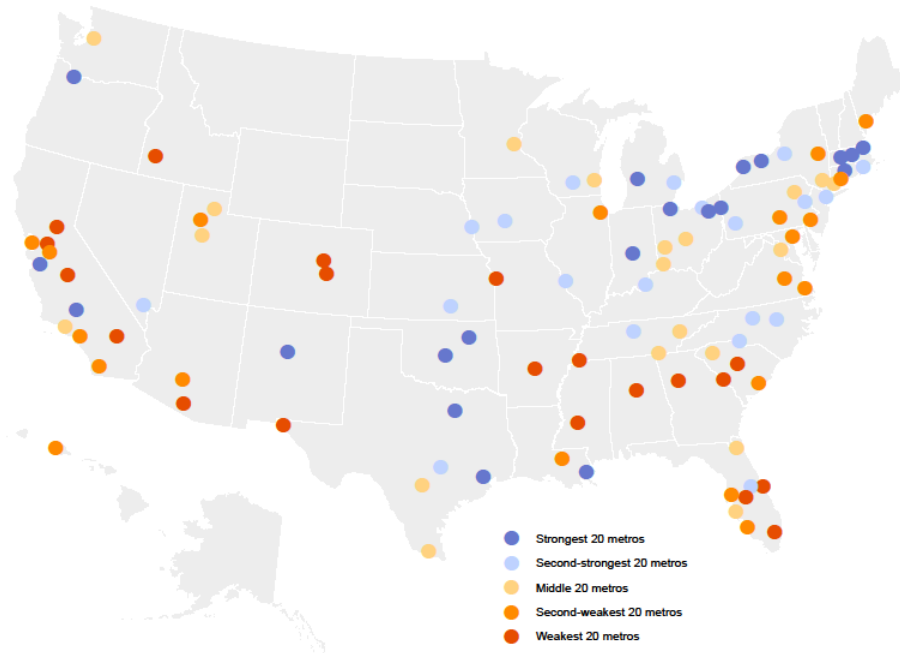 Strongest 20 metros
Second-strongest 20 metros
Middle 20 metros
Second-weakest 20 metros
Weakest 20 metros